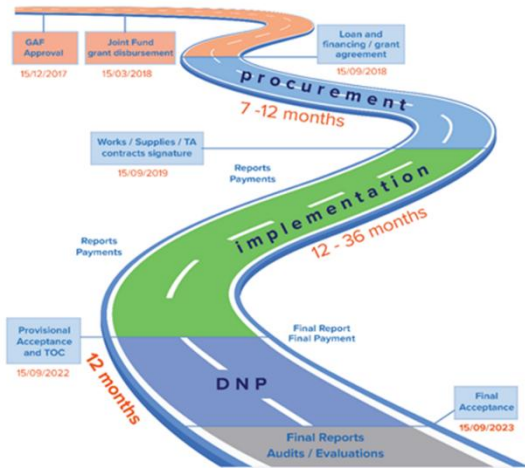 GAF
Approval
15/12/2017
Joint Fund
grant disbursement
15/03/2018
Loan and
financing / grant
agreement
15/09/2018
procurement
7 -12 months
Works / Supplies / TA
contracts signature
15/09/2019
Reports
Payments
implementation
12 - 36 months
Reports
Payments
Provisional
Acceptance
and TOC
15/09/2022
Final Report
Final Payment
12 months
DNP
Final
Acceptance
15/09/2023
Final Reports
Audits / Evaluations